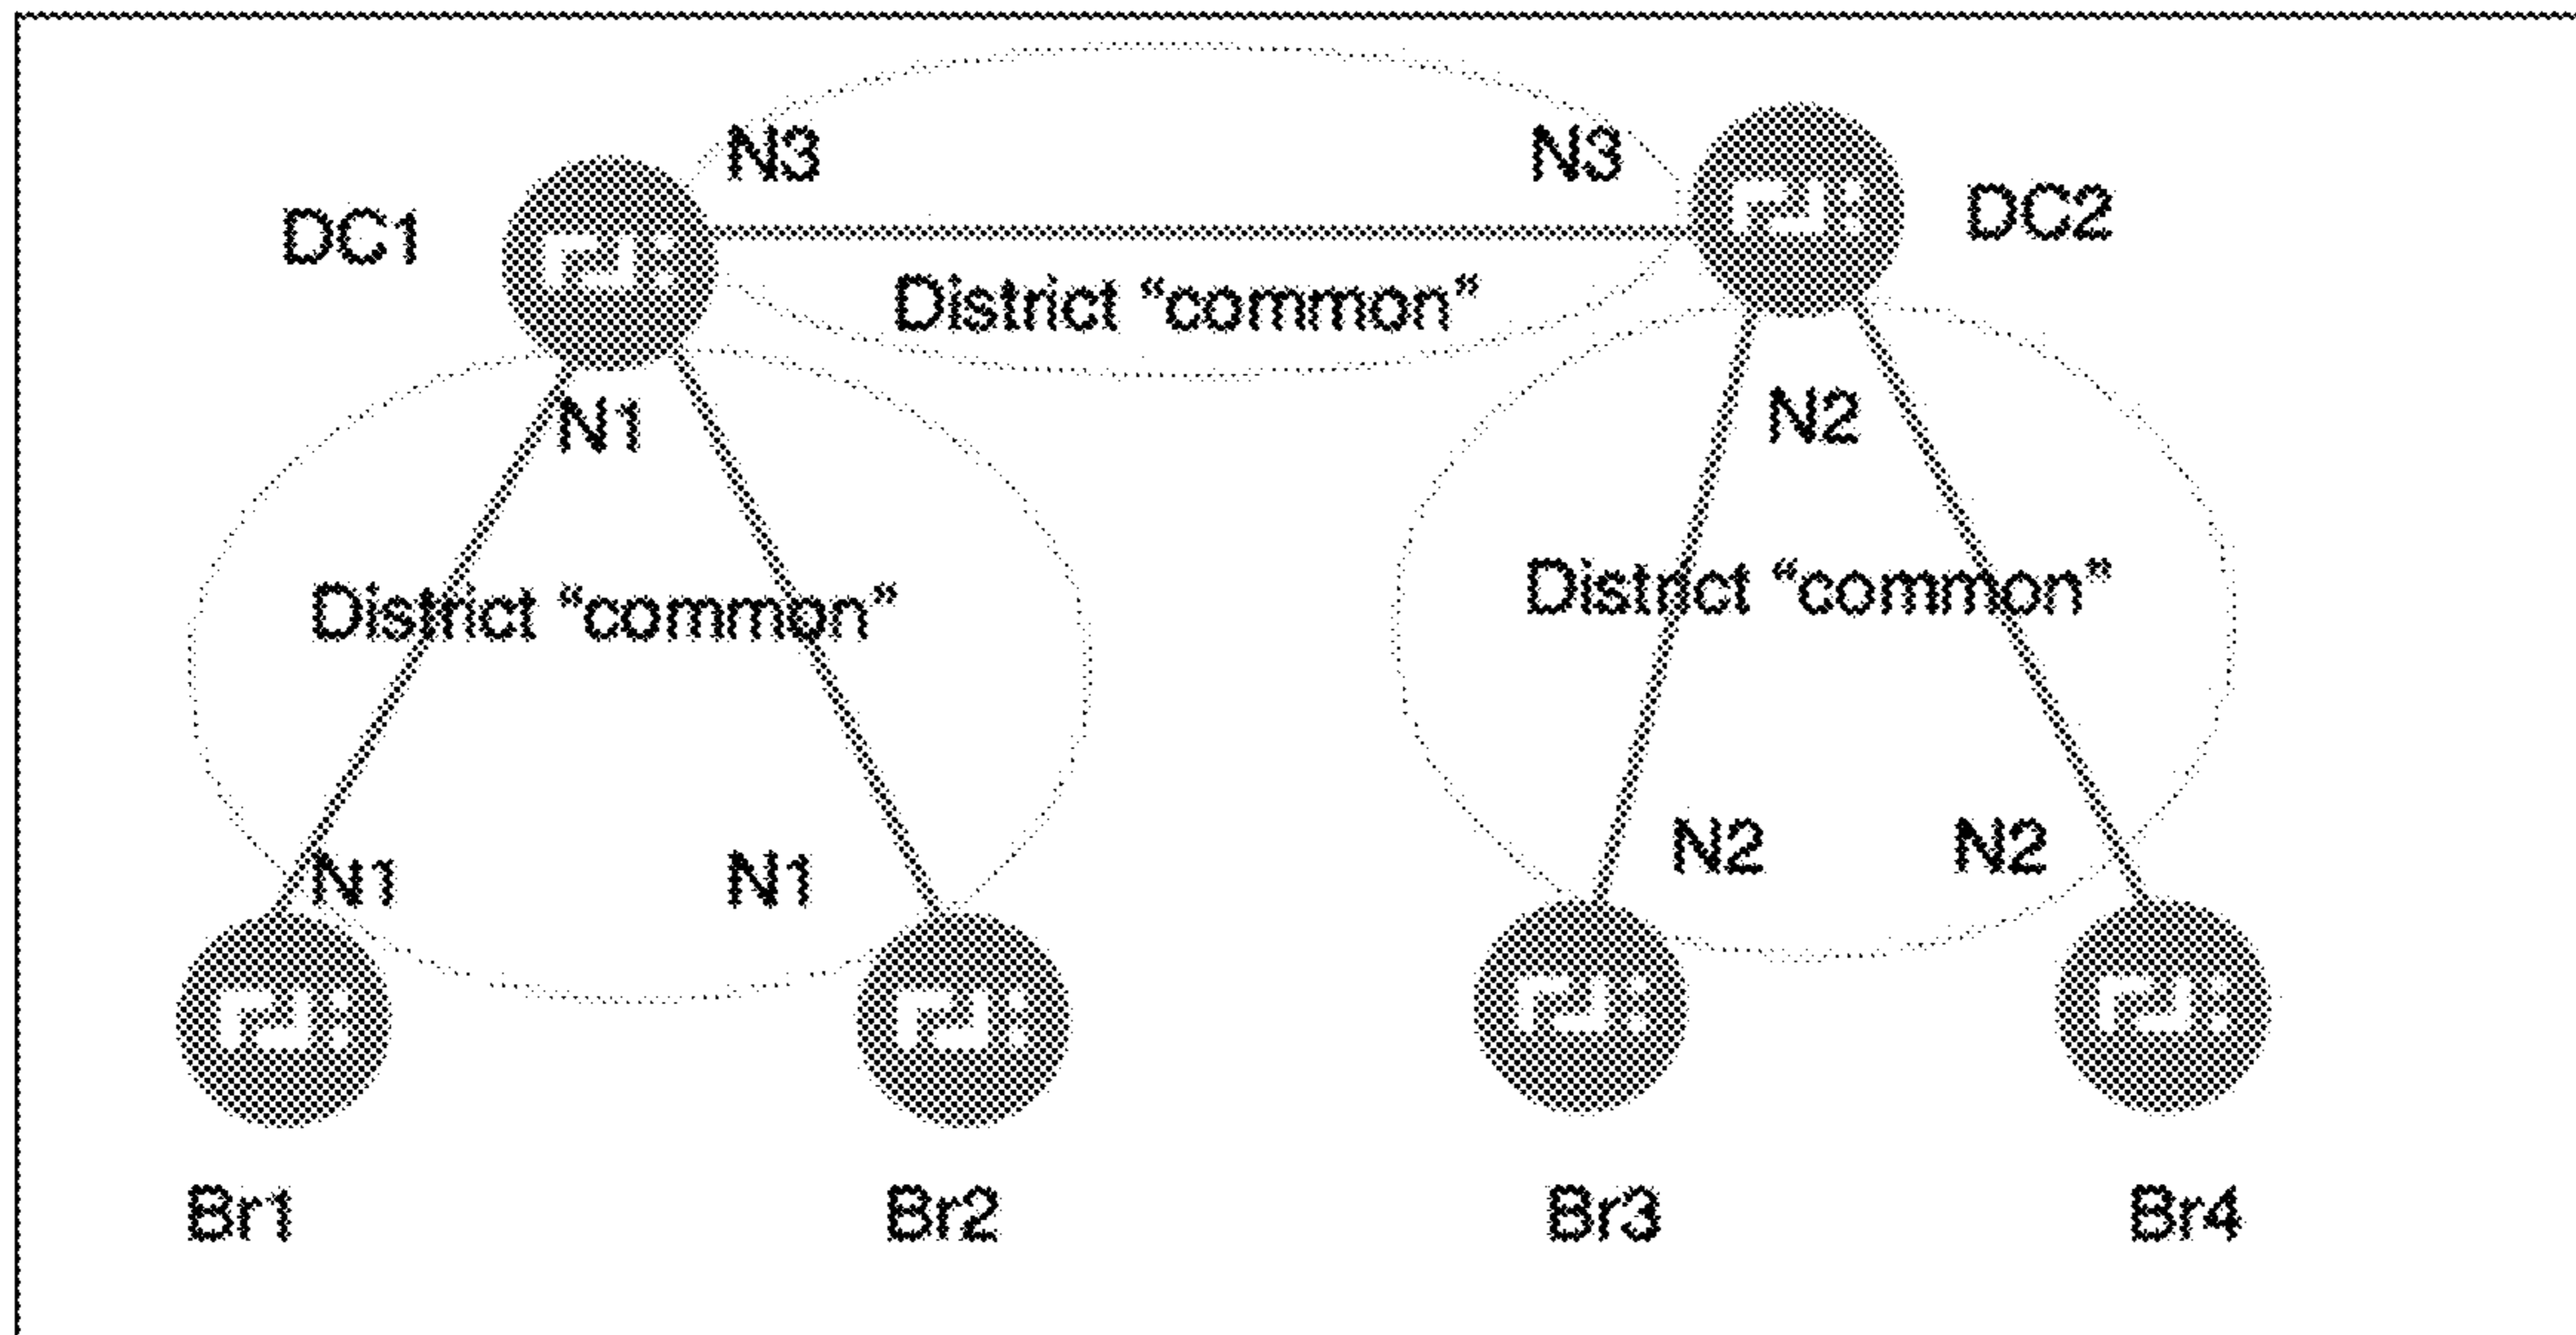 N3 N3
DC1 DC2
District “common”
N1 N2
District “common” District “common”
N1 N1 N2 N2
Br1 Br2 Br3 Br4